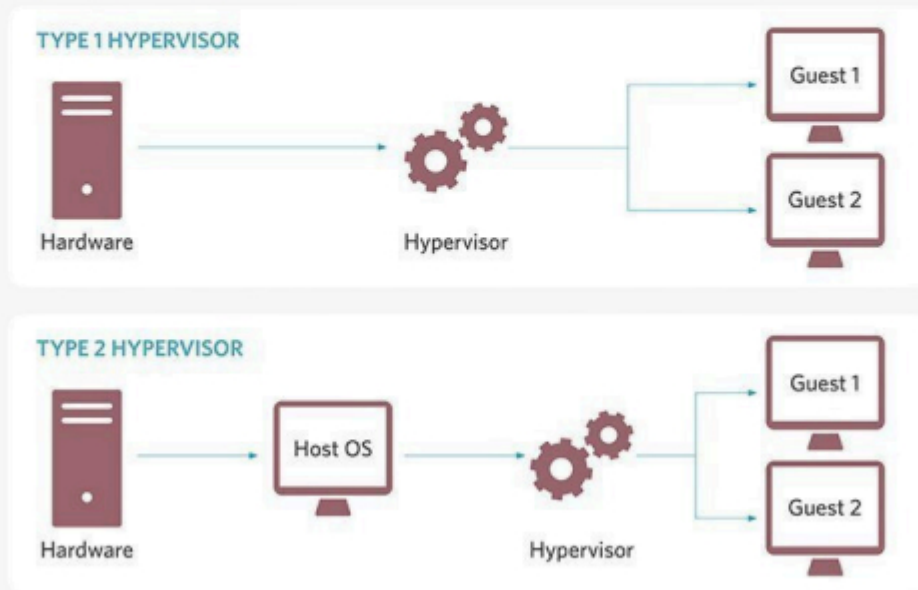 TYPE 1 HYPERVISOR
Guest 1
Guest 2
Hardware
Hypervisor
TYPE 2 HYPERVISOR
Guest 1
Host OS
Guest 2
Hardware
Hypervisor